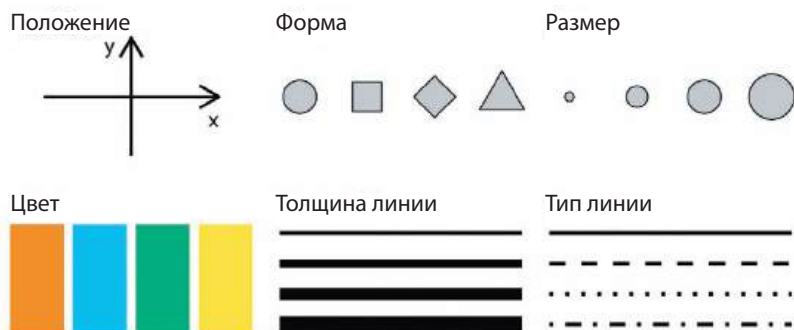 Положение
Форма
Размер
y
x
Цвет
Толщина линии
Тип линии